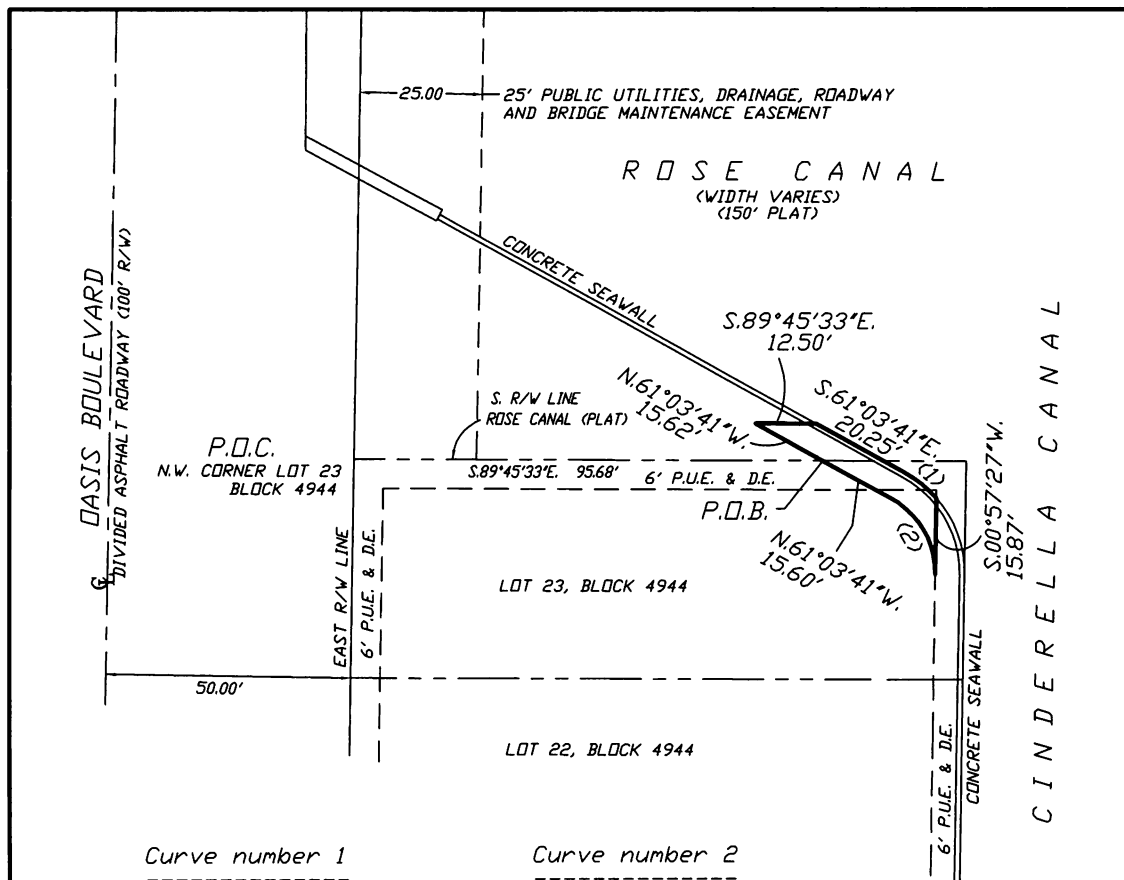 25.00
25' PUBLIC UTILITIES, DRAINAGE, ROADWAY
AND BRIDGE MAINTENANCE EASEMENT
ROSE CANAL
(WIDTH VARIES)
(150' PLAT)
CONCRETE SEAWALL
OASIS BOULEVARD
DIVIDED ASPHALT ROADWAY (100' R/W)
S.89°45'33"E.
12.50'
N.61°03'41"W.
15.62'
S.61°03'41"E.
20.25'
(1)
S. R/W LINE
ROSE CANAL (PLAT)
P.O.C.
N.W. CORNER LOT 23
BLOCK 4944
S.89°45'33"E. 95.68'
6' P.U.E. & D.E.
P.O.B.
(2)
S.00°57'27"W.
15.87'
N.61°03'41"W.
15.60'
CINDERELLA CANAL
EAST R/W LINE
6' P.U.E. & D.E.
LOT 23, BLOCK 4944
50.00'
CONCRETE SEAWALL
6' P.U.E. & D.E.
LOT 22, BLOCK 4944
Curve number 1
Curve number 2